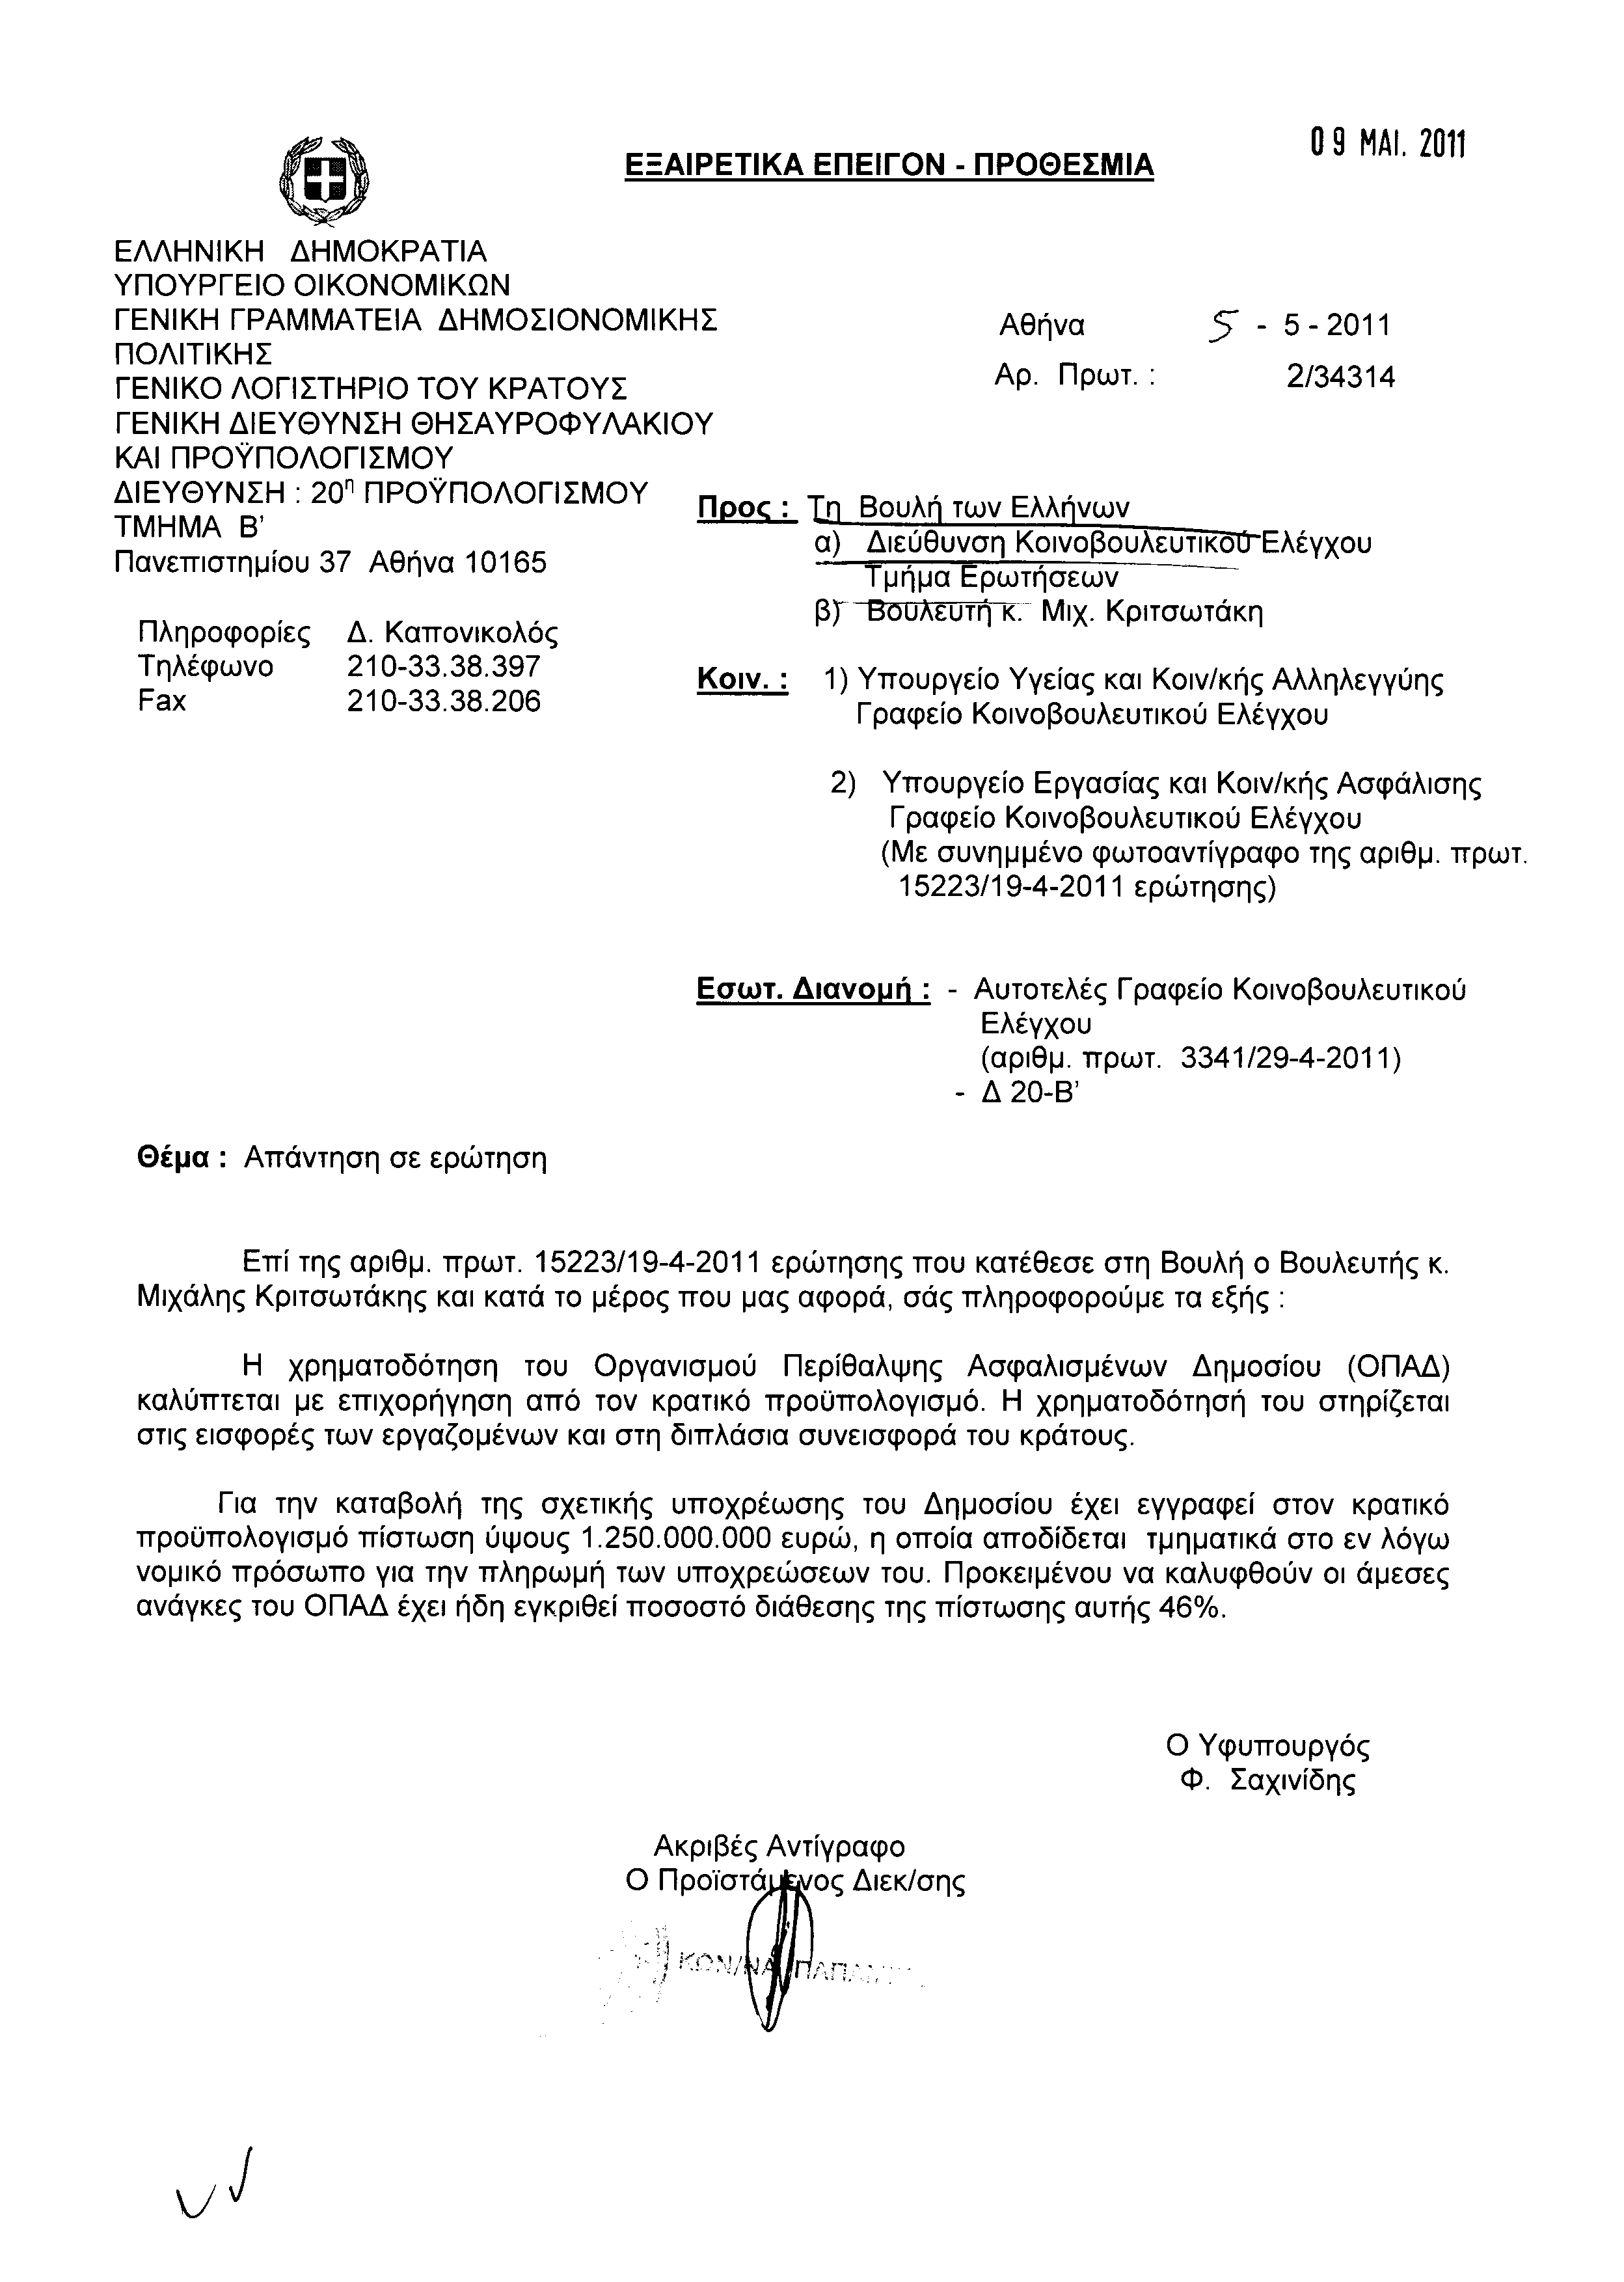 09 ΜΑΙ. 2011
ΕΞΑΙΡΕΤΙΚΑ ΕΠΕΙΓΟΝ - ΠΡΟΘΕΣΜΙΑ
ΕΛΛΗΝΙΚΗ ΔΗΜΟΚΡΑΤΙΑ
ΥΠΟΥΡΓΕΙΟ ΟΙΚΟΝΟΜΙΚΩΝ
ΓΕΝΙΚΗ ΓΡΑΜΜΑΤΕΙΑ ΔΗΜΟΣΙΟΝΟΜΙΚΗΣ
ΠΟΛΙΤΙΚΗΣ
ΓΕΝΙΚΟ ΛΟΓΙΣΤΗΡΙΟ ΤΟΥ ΚΡΑΤΟΥΣ
ΓΕΝΙΚΗ ΔΙΕΥΘΥΝΣΗ ΘΗΣΑΥΡΟΦΥΛΑΚΙΟΥ
ΚΑΙ ΠΡΟΫΠΟΛΟΓΙΣΜΟΥ
ΔΙΕΥΘΥΝΣΗ : 20η ΠΡΟΫΠΟΛΟΓΙΣΜΟΥ
ΤΜΗΜΑ Β’
Πανεπιστημίου 37 Αθήνα 10165
Πληροφορίες Δ. Καπονικολός
Τηλέφωνο 210-33.38.397
Fax 210-33.38.206
Αθήνα 5 - 5 - 2011
Αρ. Πρωτ. : 2/34314
Προς : Τη Βουλή των Ελλήνων
α) Διεύθυνση Κοινοβουλευτικού Ελέγχου
Τμήμα Ερωτήσεων
β) Βουλευτή κ. Μιχ. Κριτσωτάκη
Κοιν. : 1) Υπουργείο Υγείας και Κοιν/κής Αλληλεγγύης
Γραφείο Κοινοβουλευτικού Ελέγχου
2) Υπουργείο Εργασίας και Κοιν/κής Ασφάλισης
Γραφείο Κοινοβουλευτικού Ελέγχου
(Με συνημμένο φωτοαντίγραφο της αριθμ. πρωτ.
15223/19-4-2011 ερώτησης)
Εσωτ. Διανομή : - Αυτοτελές Γραφείο Κοινοβουλευτικού
Ελέγχου
(αριθμ. πρωτ. 3341/29-4-2011)
- Δ 20-Β’
Θέμα : Απάντηση σε ερώτηση
Επί της αριθμ. πρωτ. 15223/19-4-2011 ερώτησης που κατέθεσε στη Βουλή ο Βουλευτής κ.
Μιχάλης Κριτσωτάκης και κατά το μέρος που μας αφορά, σάς πληροφορούμε τα εξής :
Η χρηματοδότηση του Οργανισμού Περίθαλψης Ασφαλισμένων Δημοσίου (ΟΠΑΔ)
καλύπτεται με επιχορήγηση από τον κρατικό προϋπολογισμό. Η χρηματοδότησή του στηρίζεται
στις εισφορές των εργαζομένων και στη διπλάσια συνεισφορά του κράτους.
Για την καταβολή της σχετικής υποχρέωσης του Δημοσίου έχει εγγραφεί στον κρατικό
προϋπολογισμό πίστωση ύψους 1.250.000.000 ευρώ, η οποία αποδίδεται τμηματικά στο εν λόγω
νομικό πρόσωπο για την πληρωμή των υποχρεώσεων του. Προκειμένου να καλυφθούν οι άμεσες
ανάγκες του ΟΠΑΔ έχει ήδη εγκριθεί ποσοστό διάθεσης της πίστωσης αυτής 46%.
Ο Υφυπουργός
Φ. Σαχινίδης
Ακριβές Αντίγραφο
Ο Προϊστάμενος Διεκ/σης
ΚΩΝ/ΝΑ